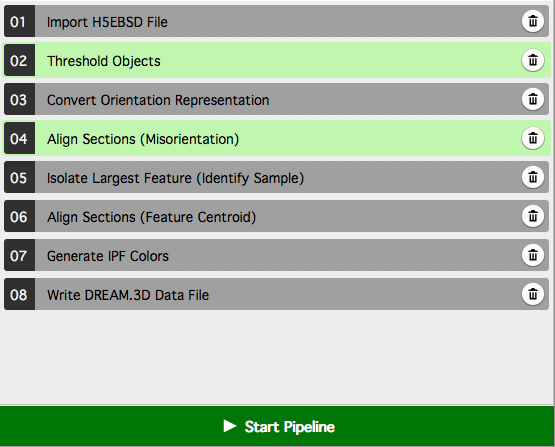 01 Import H5EBSD File
02 Threshold Objects
03 Convert Orientation Representation
04 Align Sections (Misorientation)
05 Isolate Largest Feature (Identify Sample)
06 Align Sections (Feature Centroid)
07 Generate IPF Colors
08 Write DREAM.3D Data File
Start Pipeline